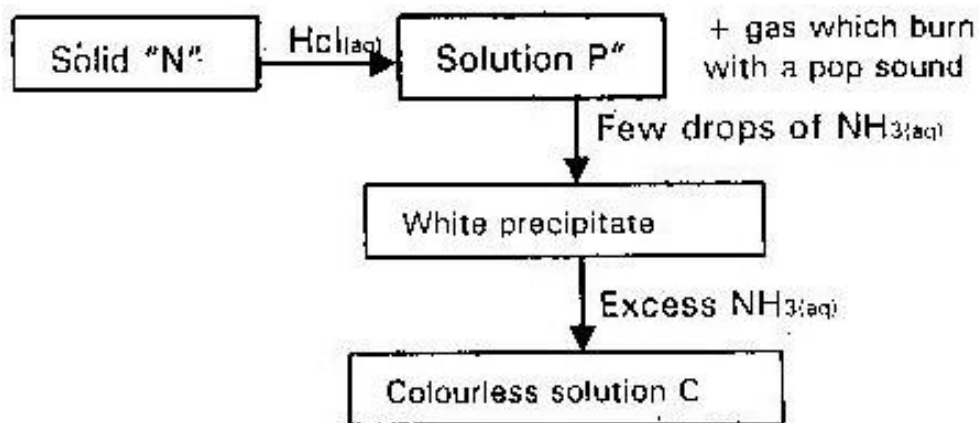 Solid "N"
Hcl(aq)
Solution P"
+ gas which burn
with a pop sound
Few drops of NH3(aq)
White precipitate
Excess NH3(aq)
Colourless solution C